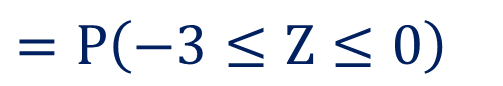 = P(−3 ≤ Z ≤ 0)